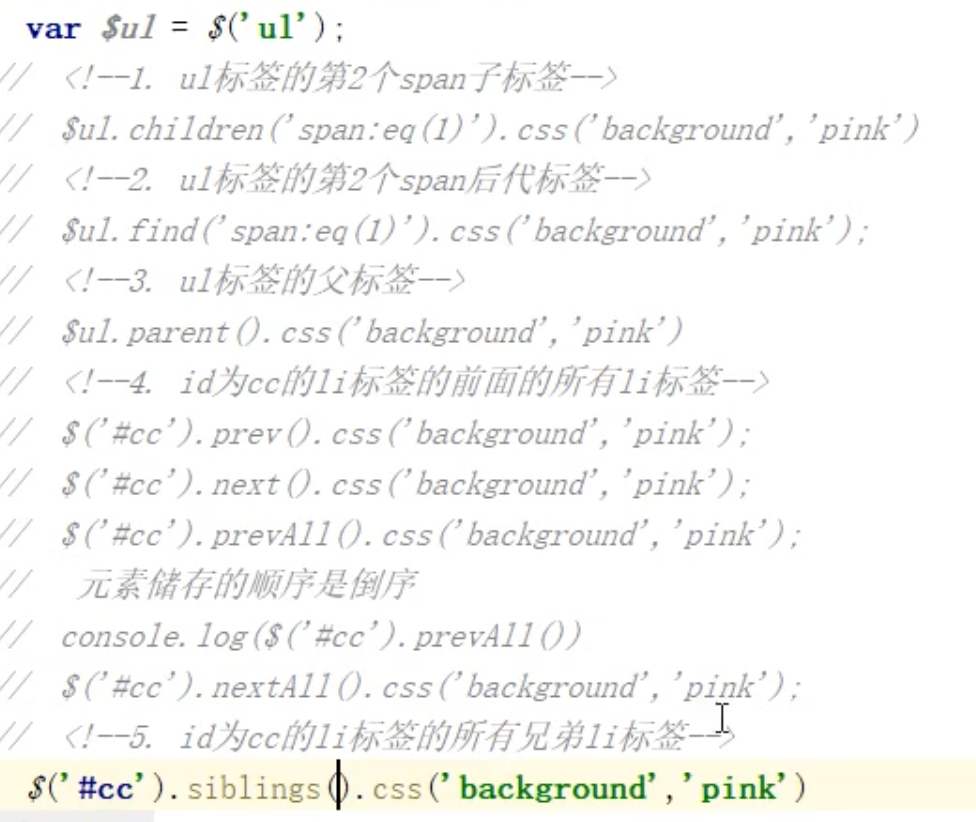 var $ul = $('ul');
// <!--1. ul标签的第2个span子标签-->
// $ul.children('span:eq(1)').css('background','pink')
// <!--2. ul标签的第2个span后代标签-->
// $ul.find('span:eq(1)').css('background','pink');
// <!--3. ul标签的父标签-->
// $ul.parent().css('background','pink')
// <!--4. id为cc的li标签的前面的所有li标签-->
// $('#cc').prev().css('background','pink');
// $('#cc').next().css('background','pink');
// $('#cc').prevAll().css('background','pink');
// 元素储存的顺序是倒序
// console.log($('#cc').prevAll())
// $('#cc').nextAll().css('background','pink');
// <!--5. id为cc的li标签的所有兄弟li标签-->
$('#cc').siblings().css('background','pink')